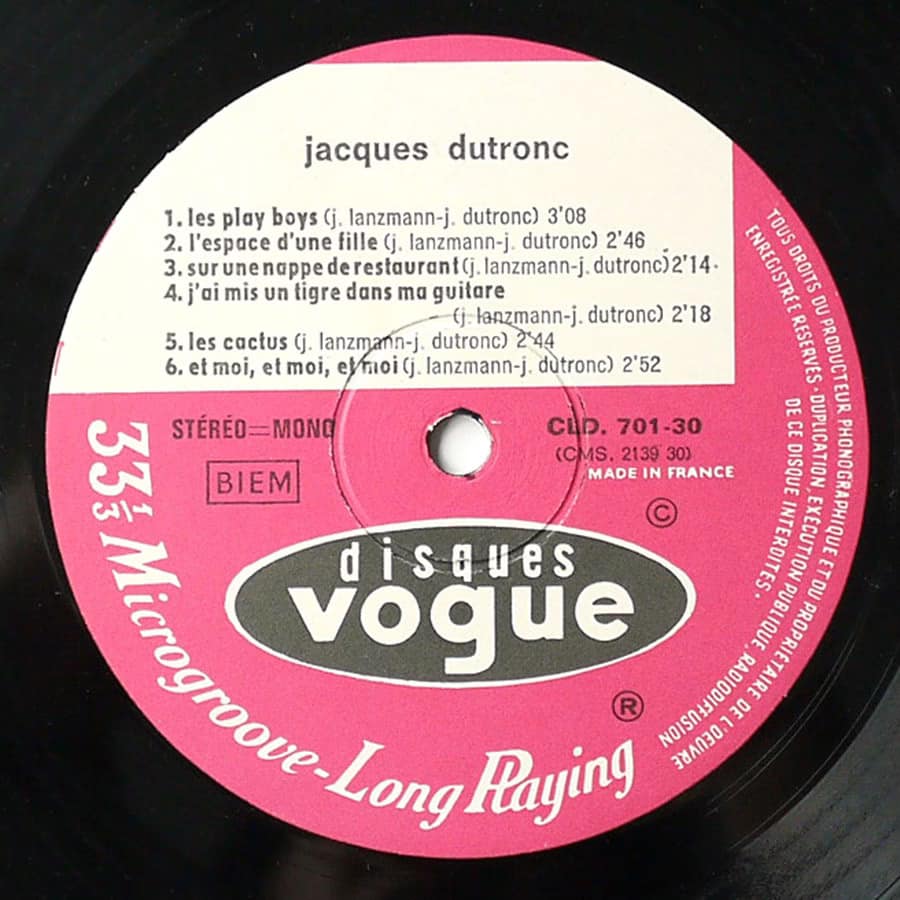 jacques dutronc
1. les play boys (j. lanzmann-j. dutronc) 3'08
2. l'espace d'une fille (j. lanzmann-j. dutronc) 2'46
3. sur une nappe de restaurant (j. lanzmann-j. dutronc) 2'14
4. j'ai mis un tigre dans ma guitare
(j. lanzmann-j. dutronc) 2'18
5. les cactus (j. lanzmann-j. dutronc) 2'44
6. et moi, et moi, et moi (j. lanzmann-j. dutronc) 2'52
STÉRÉO=MONO
CLD. 701-30
(CMS. 2139 30)
MADE IN FRANCE
BIEM
©
disques
vogue
®
33 1/3 Microgroove-Long Playing
TOUS DROITS DU PRODUCTEUR PHONOGRAPHIQUE ET DU PROPRIÉTAIRE DE L'OEUVRE
ENREGISTRÉE RESERVES · DUPLICATION, EXÉCUTION PUBLIQUE, RADIODIFFUSION
DE CE DISQUE INTERDITES.